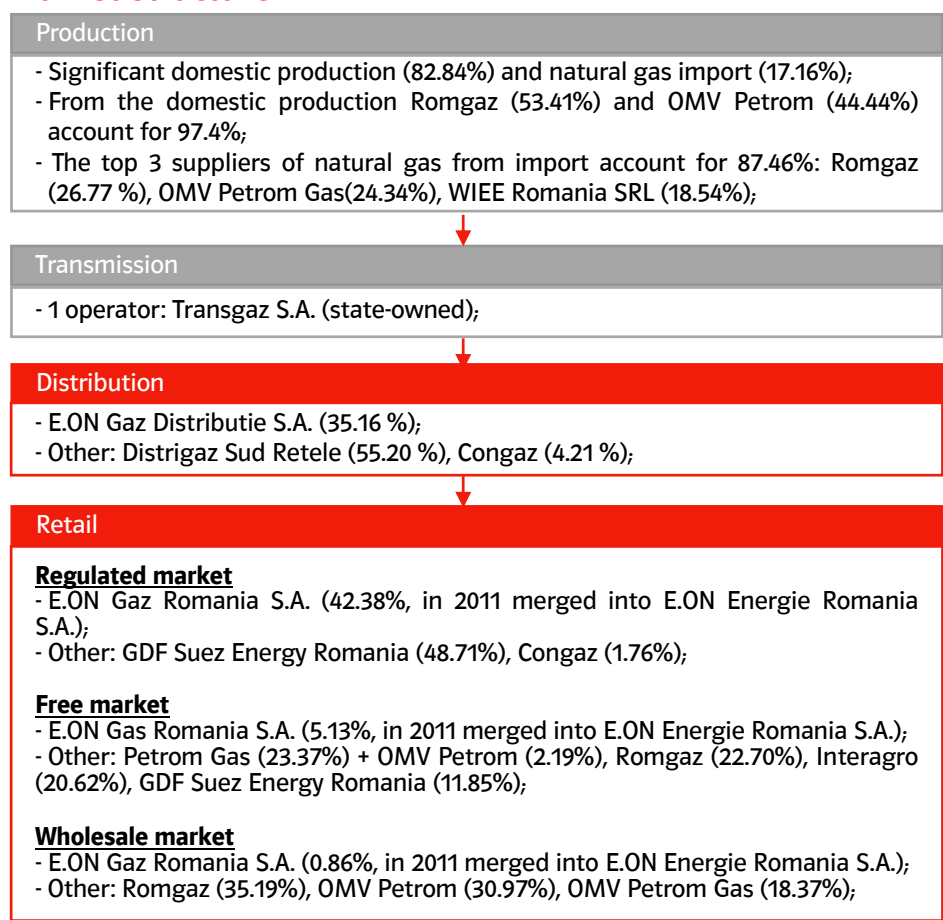 Production
- Significant domestic production (82.84%) and natural gas import (17.16%);
- From the domestic production Romgaz (53.41%) and OMV Petrom (44.44%)
account for 97.4%;
- The top 3 suppliers of natural gas from import account for 87.46%: Romgaz
(26.77 %), OMV Petrom Gas(24.34%), WIEE Romania SRL (18.54%);
Transmission
- 1 operator: Transgaz S.A. (state-owned);
Distribution
- E.ON Gaz Distributie S.A. (35.16 %);
- Other: Distrigaz Sud Retele (55.20 %), Congaz (4.21 %);
Retail
Regulated market
- E.ON Gaz Romania S.A. (42.38%, in 2011 merged into E.ON Energie Romania
S.A.);
- Other: GDF Suez Energy Romania (48.71%), Congaz (1.76%);
Free market
- E.ON Gas Romania S.A. (5.13%, in 2011 merged into E.ON Energie Romania S.A.);
- Other: Petrom Gas (23.37%) + OMV Petrom (2.19%), Romgaz (22.70%), Interagro
(20.62%), GDF Suez Energy Romania (11.85%);
Wholesale market
- E.ON Gaz Romania S.A. (0.86%, in 2011 merged into E.ON Energie Romania S.A.);
- Other: Romgaz (35.19%), OMV Petrom (30.97%), OMV Petrom Gas (18.37%);